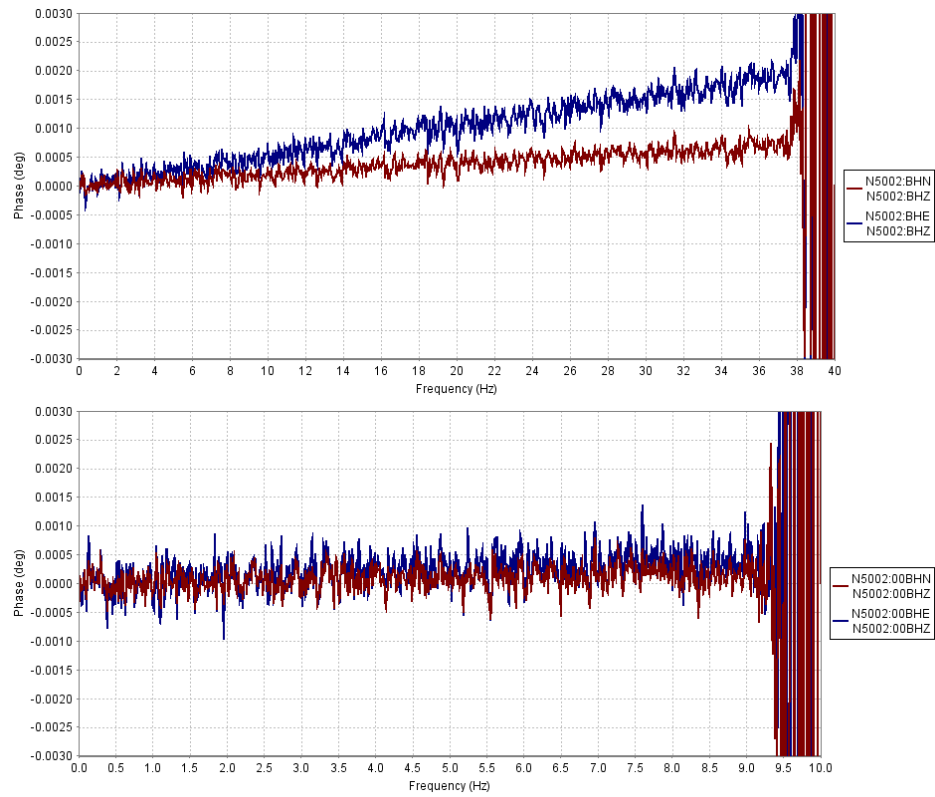 0.0030
0.0025
0.0020
0.0015
0.0010
0.0005
0.0000
-0.0005
-0.0010
-0.0015
-0.0020
-0.0025
-0.0030
Phase (deg)
0 2 4 6 8 10 12 14 16 18 20 22 24 26 28 30 32 34 36 38 40
Frequency (Hz)
N5002:BHN
N5002:BHZ
N5002:BHE
N5002:BHZ
0.0030
0.0025
0.0020
0.0015
0.0010
0.0005
0.0000
-0.0005
-0.0010
-0.0015
-0.0020
-0.0025
-0.0030
Phase (deg)
0.0 0.5 1.0 1.5 2.0 2.5 3.0 3.5 4.0 4.5 5.0 5.5 6.0 6.5 7.0 7.5 8.0 8.5 9.0 9.5 10.0
Frequency (Hz)
N5002:00BHN
N5002:00BHZ
N5002:00BHE
N5002:00BHZ